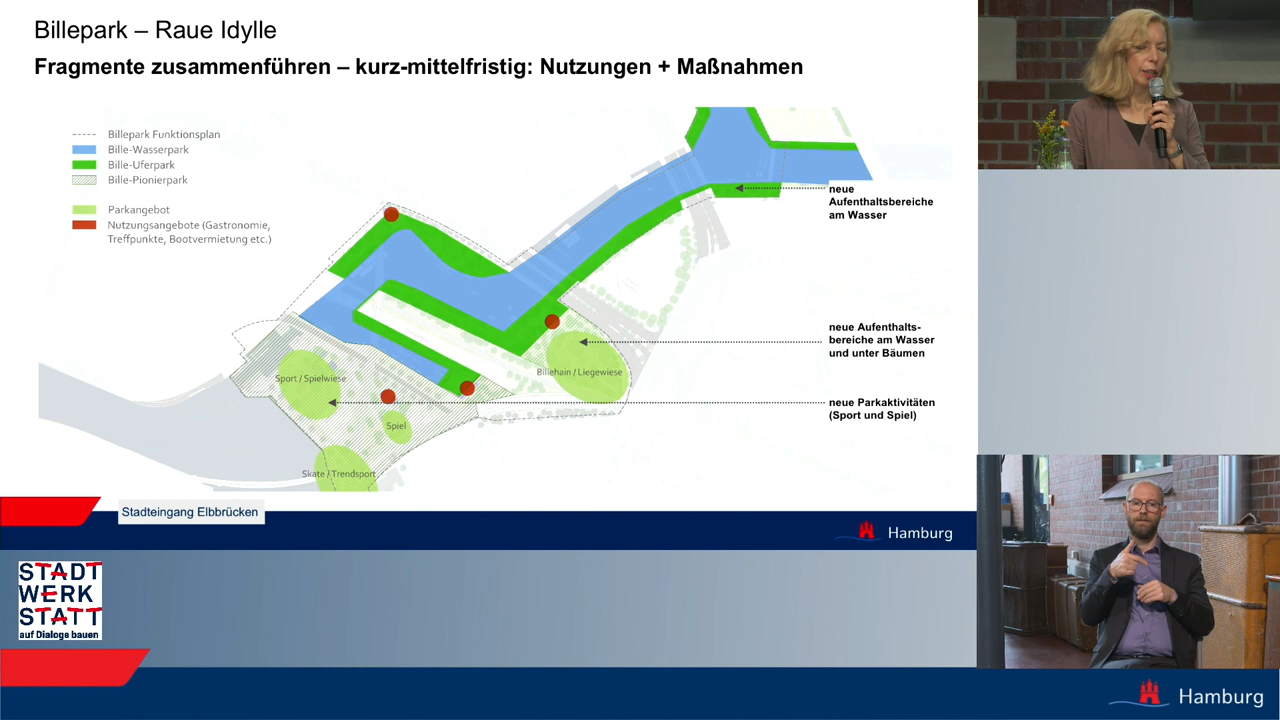 Billepark – Raue Idylle
Fragmente zusammenführen – kurz-mittelfristig: Nutzungen + Maßnahmen
Billepark Funktionsplan
Bille-Wasserpark
Bille-Uferpark
Bille-Pionierpark
Parkangebot
Nutzungsangebote (Gastronomie,
Treffpunkte, Bootvermietung etc.)
neue
Aufenthaltsbereiche
am Wasser
neue Aufenthalts-
bereiche am Wasser
und unter Bäumen
neue Parkaktivitäten
(Sport und Spiel)
Sport / Spielwiese
Billehain / Liegewiese
Spiel
Skate / Trendsport
Stadteingang Elbbrücken
Hamburg
STADT
WERK
STATT
auf Dialoge bauen
Hamburg